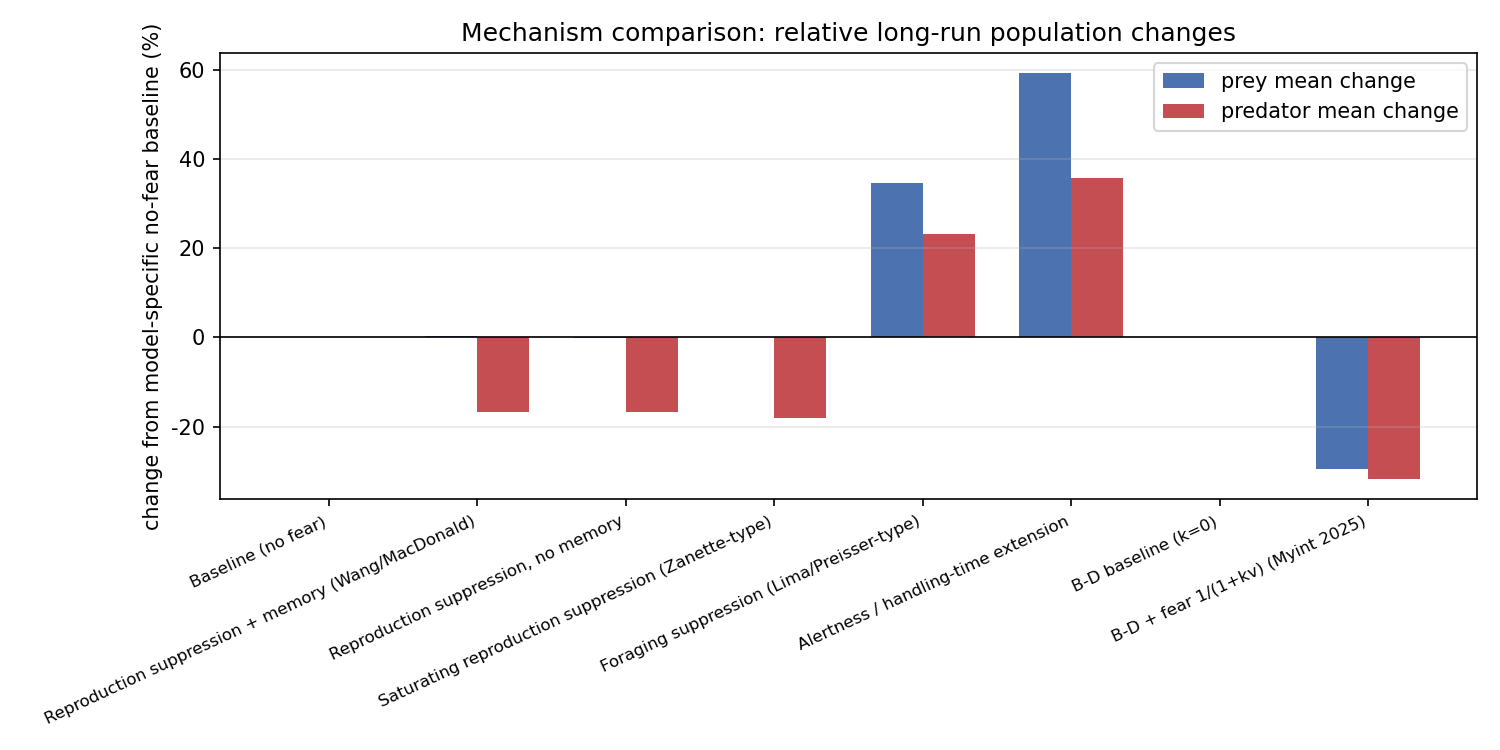 Mechanism comparison: relative long-run population changes
change from model-specific no-fear baseline (%)
60
40
20
0
-20
prey mean change
predator mean change
Baseline (no fear)
Reproduction suppression + memory (Wang/MacDonald)
Reproduction suppression, no memory
Saturating reproduction suppression (Zanette-type)
Foraging suppression (Lima/Preisser-type)
Alertness / handling-time extension
B-D baseline (k=0)
B-D + fear 1/(1+kv) (Myint 2025)